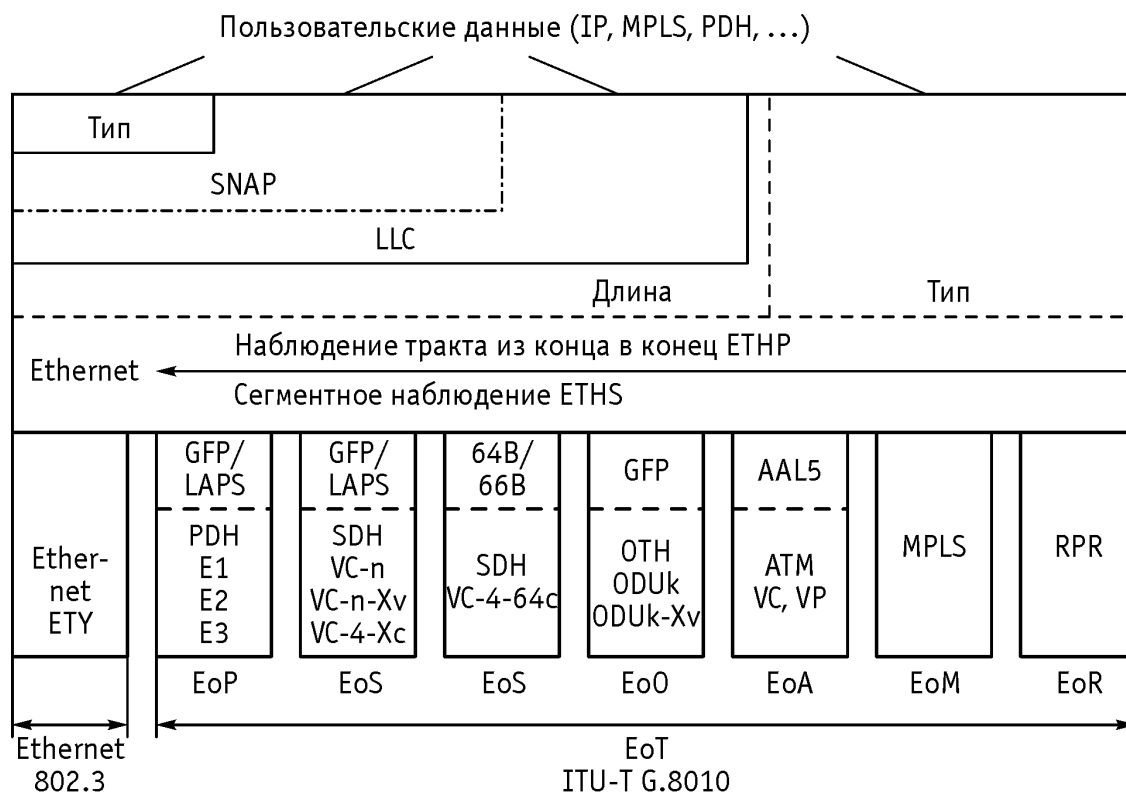 Пользовательские данные (IP, MPLS, PDH, ...)
Тип
SNAP
LLC
Длина
Тип
Наблюдение тракта из конца в конец ETHP
Ethernet
Сегментное наблюдение ETHS
Ether-
net
ETY
GFP/
LAPS
PDH
E1
E2
E3
GFP/
LAPS
SDH
VC-n
VC-n-Xv
VC-4-Xc
64B/
66B
SDH
VC-4-64c
GFP
OTH
ODUk
ODUk-Xv
AAL5
ATM
VC, VP
MPLS
RPR
EoP
EoS
EoS
EoO
EoA
EoM
EoR
Ethernet
802.3
EoT
ITU-T G.8010